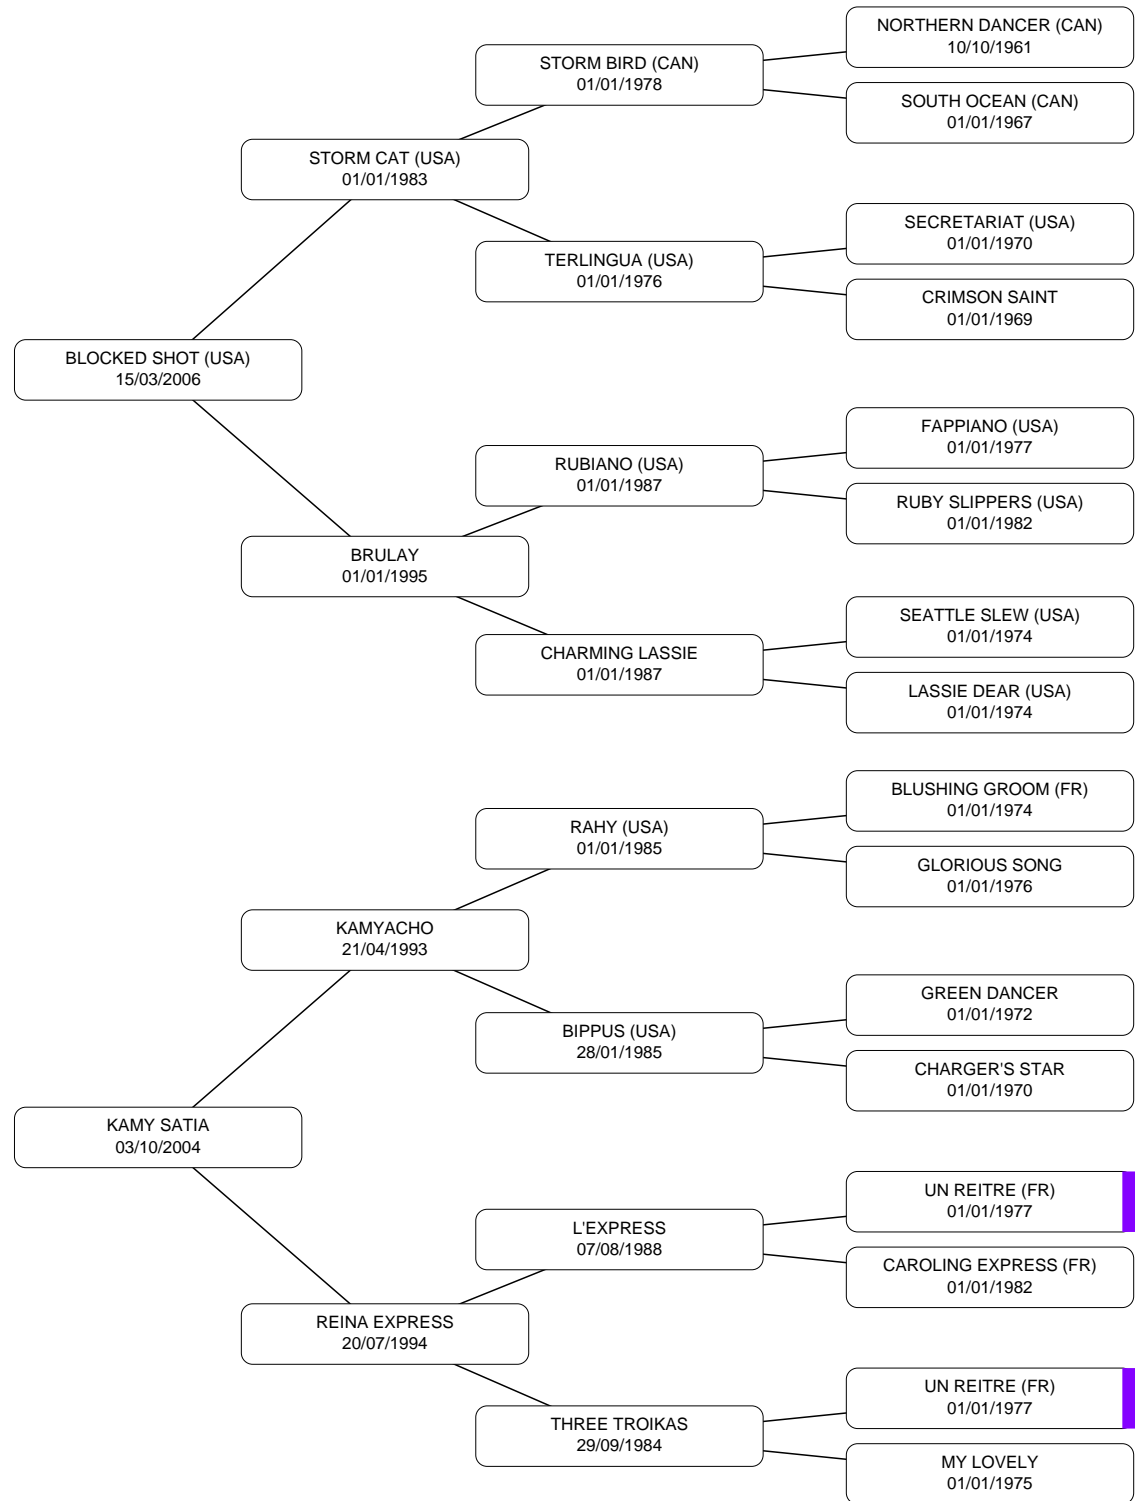 NORTHERN DANCER (CAN)
10/10/1961
STORM BIRD (CAN)
01/01/1978
SOUTH OCEAN (CAN)
01/01/1967
STORM CAT (USA)
01/01/1983
SECRETARIAT (USA)
01/01/1970
TERLINGUA (USA)
01/01/1976
CRIMSON SAINT
01/01/1969
BLOCKED SHOT (USA)
15/03/2006
FAPPIANO (USA)
01/01/1977
RUBIANO (USA)
01/01/1987
RUBY SLIPPERS (USA)
01/01/1982
BRULAY
01/01/1995
SEATTLE SLEW (USA)
01/01/1974
CHARMING LASSIE
01/01/1987
LASSIE DEAR (USA)
01/01/1974
BLUSHING GROOM (FR)
01/01/1974
RAHY (USA)
01/01/1985
GLORIOUS SONG
01/01/1976
KAMYACHO
21/04/1993
GREEN DANCER
01/01/1972
BIPPUS (USA)
28/01/1985
CHARGER'S STAR
01/01/1970
KAMY SATIA
03/10/2004
UN REITRE (FR)
01/01/1977
L'EXPRESS
07/08/1988
CAROLING EXPRESS (FR)
01/01/1982
REINA EXPRESS
20/07/1994
UN REITRE (FR)
01/01/1977
THREE TROIKAS
29/09/1984
MY LOVELY
01/01/1975